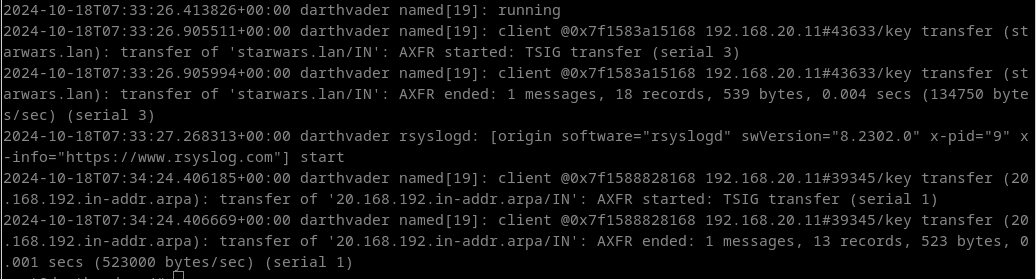 2024-10-18T07:33:26.413826+00:00 darthvader named[19]: running
2024-10-18T07:33:26.905511+00:00 darthvader named[19]: client @0x7f1583a15168 192.168.20.11#43633/key transfer (st
arwars.lan): transfer of 'starwars.lan/IN': AXFR started: TSIG transfer (serial 3)
2024-10-18T07:33:26.905994+00:00 darthvader named[19]: client @0x7f1583a15168 192.168.20.11#43633/key transfer (st
arwars.lan): transfer of 'starwars.lan/IN': AXFR ended: 1 messages, 18 records, 539 bytes, 0.004 secs (134750 byte
s/sec) (serial 3)
2024-10-18T07:33:27.268313+00:00 darthvader rsyslogd: [origin software="rsyslogd" swVersion="8.2302.0" x-pid="9" x
-info="https://www.rsyslog.com"] start
2024-10-18T07:34:24.406185+00:00 darthvader named[19]: client @0x7f1588828168 192.168.20.11#39345/key transfer (20
.168.192.in-addr.arpa): transfer of '20.168.192.in-addr.arpa/IN': AXFR started: TSIG transfer (serial 1)
2024-10-18T07:34:24.406669+00:00 darthvader named[19]: client @0x7f1588828168 192.168.20.11#39345/key transfer (20
.168.192.in-addr.arpa): transfer of '20.168.192.in-addr.arpa/IN': AXFR ended: 1 messages, 13 records, 523 bytes, 0
.001 secs (523000 bytes/sec) (serial 1)